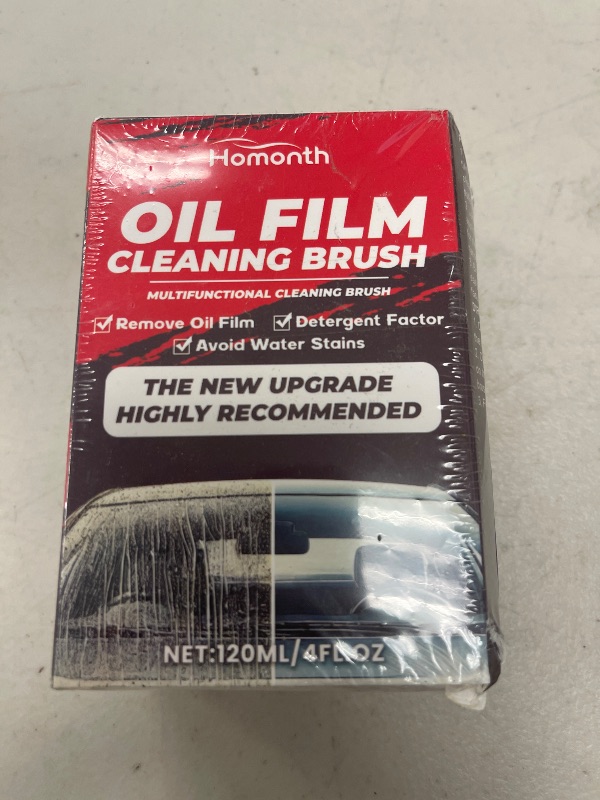 Homonth
OIL FILM
CLEANING BRUSH
MULTIFUNCTIONAL CLEANING BRUSH
Remove Oil Film Detergent Factor
Avoid Water Stains
THE NEW UPGRADE
HIGHLY RECOMMENDED
NET:120ML/4FL OZ